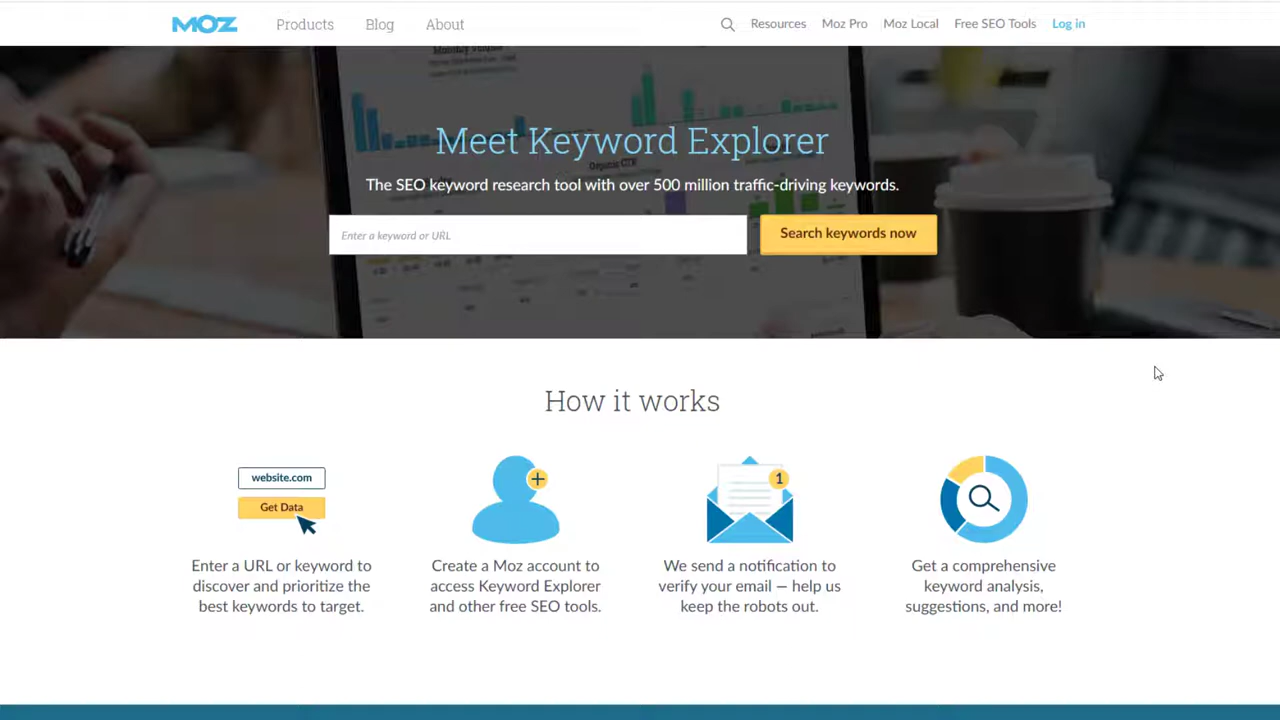 MOZ
Products Blog About Resources Moz Pro Moz Local Free SEO Tools Log in
Meet Keyword Explorer
The SEO keyword research tool with over 500 million traffic-driving keywords.
Enter a keyword or URL Search keywords now
How it works
website.com
Get Data
1
Enter a URL or keyword to
discover and prioritize the
best keywords to target.
Create a Moz account to
access Keyword Explorer
and other free SEO tools.
We send a notification to
verify your email — help us
keep the robots out.
Get a comprehensive
keyword analysis,
suggestions, and more!